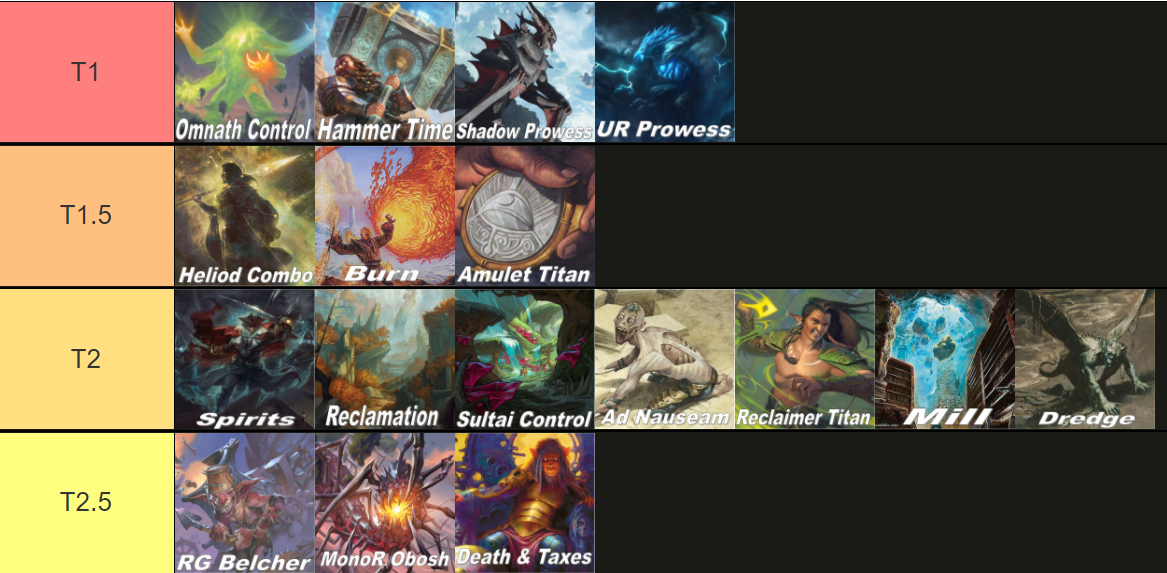 T1
Omnath Control
Hammer Time
Shadow Prowess
UR Prowess
T1.5
Heliod Combo
Burn
Amulet Titan
T2
Spirits
Reclamation
Sultai Control
Ad Nauseam
Reclaimer Titan
Mill
Dredge
T2.5
RG Belcher
MonoR Obosh
Death & Taxes